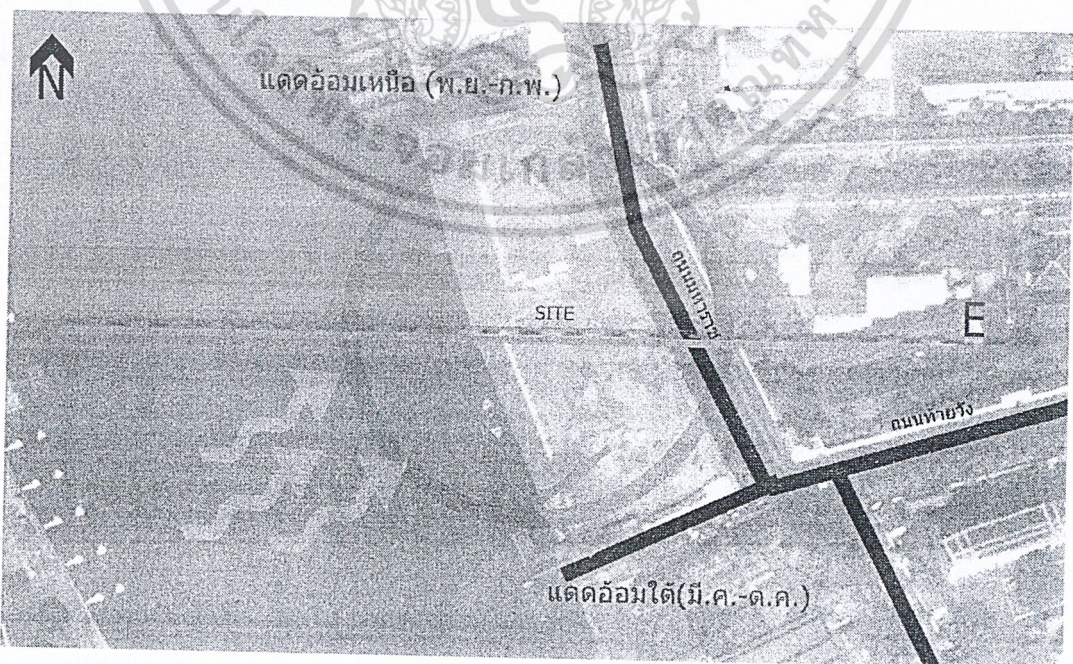 N
แดดอ้อมเหนือ (พ.ย.-ก.พ.)
ถนนมหาราช
SITE
E
ถนนท้ายวัง
แดดอ้อมใต้(มี.ค.-ต.ค.)